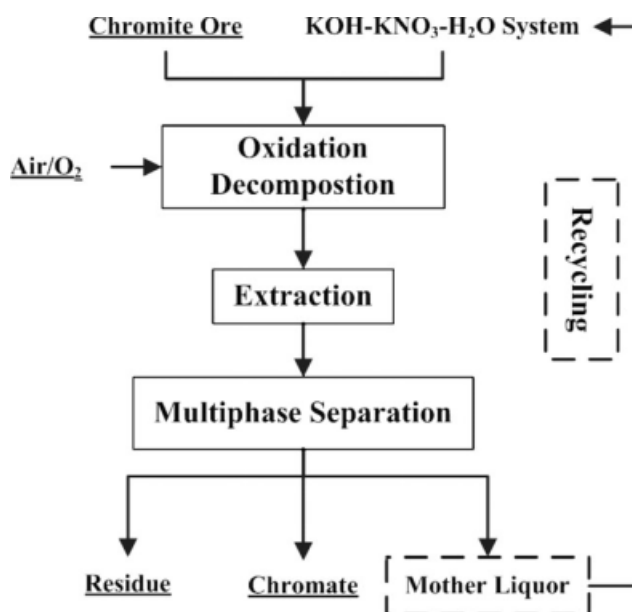 Chromite Ore
KOH-KNO₃-H₂O System
Air/O₂
Oxidation
Decompostion
Recycling
Extraction
Multiphase Separation
Residue
Chromate
Mother Liquor